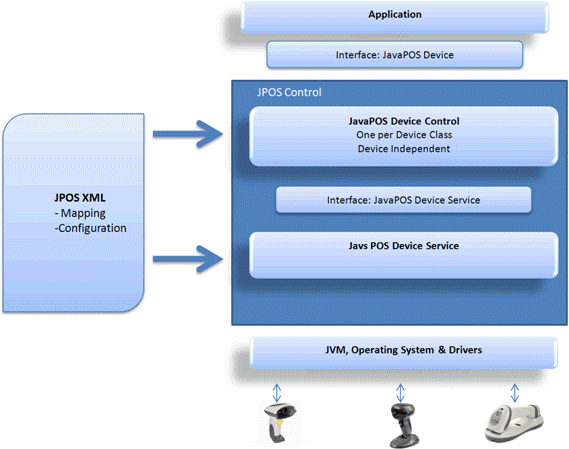 Application
Interface: JavaPOS Device
JPOS Control
JavaPOS Device Control
One per Device Class
Device Independent
JPOS XML
- Mapping
-Configuration
Interface: JavaPOS Device Service
Javs POS Device Service
JVM, Operating System & Drivers